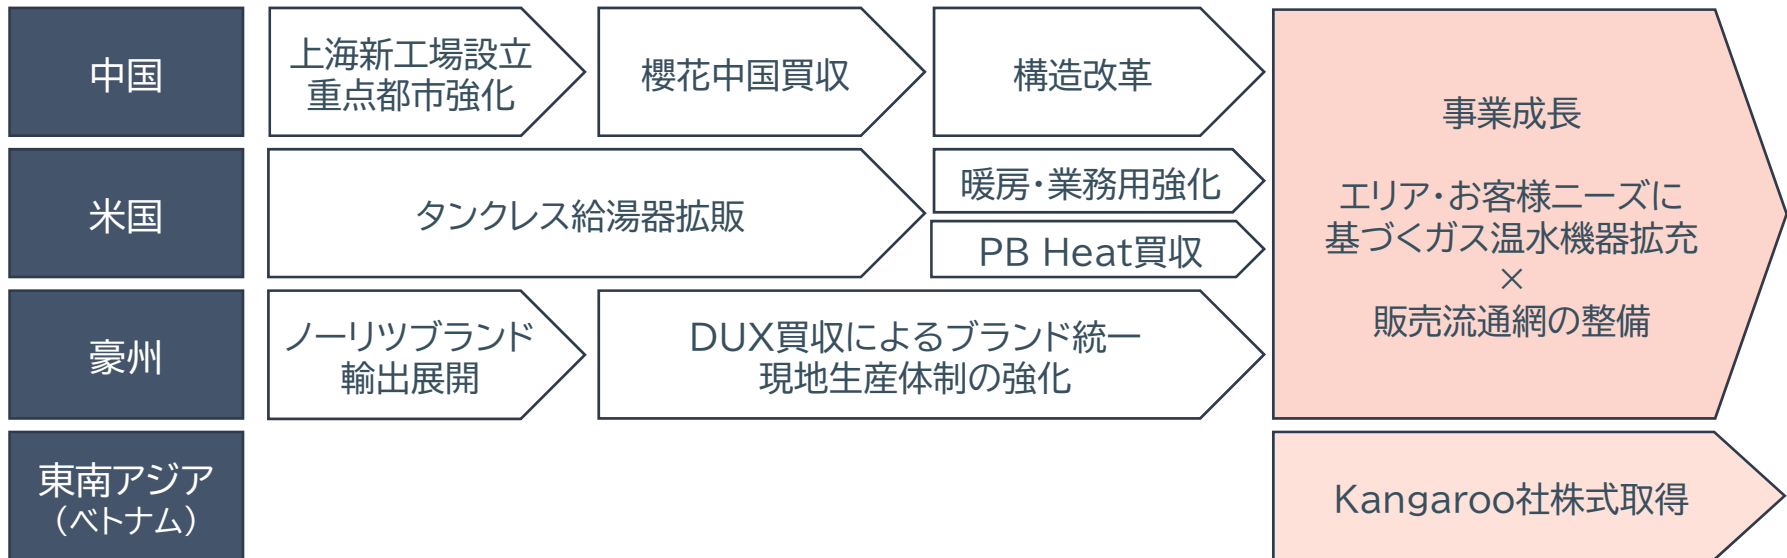 中国
上海新工場設立
重点都市強化
櫻花中国買収
構造改革
米国
タンクレス給湯器拡販
暖房・業務用強化
PB Heat買収
豪州
ノーリツブランド
輸出展開
DUX買収によるブランド統一
現地生産体制の強化
事業成長
エリア・お客様ニーズに
基づくガス温水機器拡充
×
販売流通網の整備
東南アジア
（ベトナム）
Kangaroo社株式取得